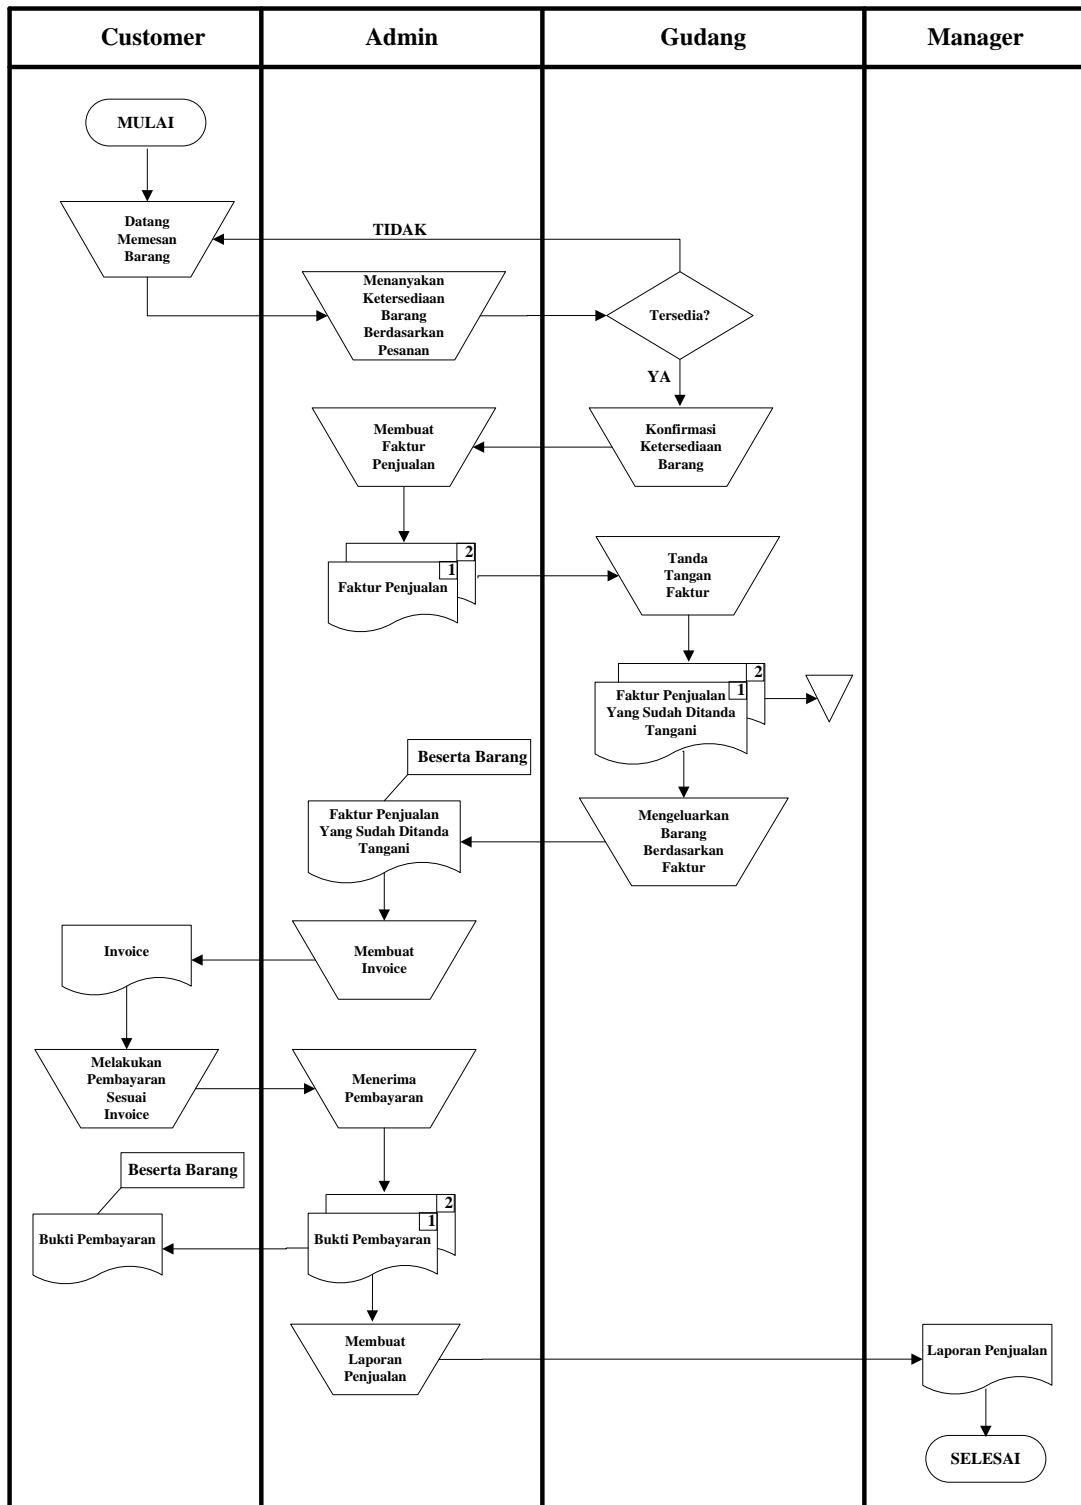 Customer
Admin
Gudang
Manager
MULAI
Datang
Memesan
Barang
TIDAK
Menanyakan
Ketersediaan
Barang
Berdasarkan
Pesanan
Tersedia?
YA
Membuat
Faktur
Penjualan
Konfirmasi
Ketersediaan
Barang
2
1
Faktur Penjualan
Tanda
Tangan
Faktur
2
1
Faktur Penjualan
Yang Sudah Ditanda
Tangani
Beserta Barang
Faktur Penjualan
Yang Sudah Ditanda
Tangani
Mengeluarkan
Barang
Berdasarkan
Faktur
Invoice
Membuat
Invoice
Melakukan
Pembayaran
Sesuai
Invoice
Menerima
Pembayaran
Beserta Barang
Bukti Pembayaran
2
1
Bukti Pembayaran
Membuat
Laporan
Penjualan
Laporan Penjualan
SELESAI